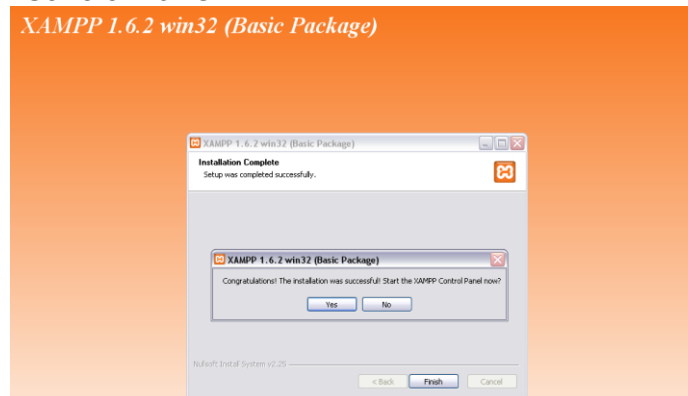 XAMPP 1.6.2 win32 (Basic Package)
XAMPP 1.6.2 win32 (Basic Package)
Installation Complete
Setup was completed successfully.
XAMPP 1.6.2 win32 (Basic Package)
Congratulations! The installation was successful! Start the XAMPP Control Panel now?
Yes No
Nullsoft Install System v2.25
< Back Finish Cancel